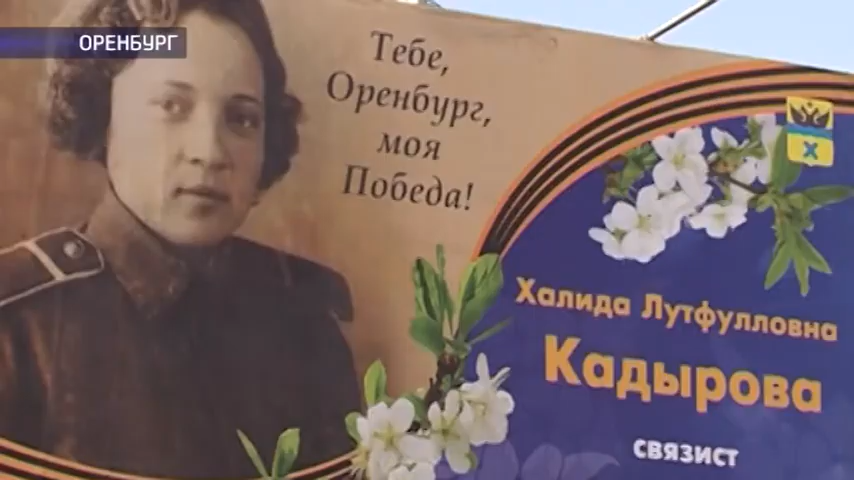 ОРЕНБУРГ
Тебе,
Оренбург,
моя
Победа!
Халида Лутфулловна
Кадырова
связист